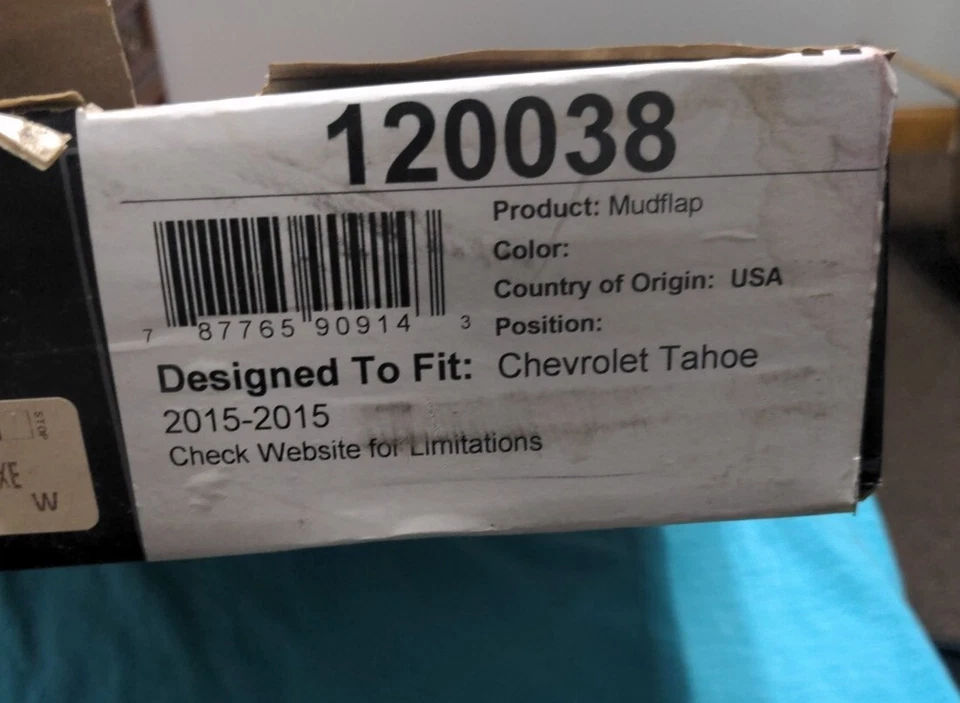 120038
Product: Mudflap
Color:
Country of Origin: USA
Position:
7 87765 90914 3
Designed To Fit: Chevrolet Tahoe
2015-2015
Check Website for Limitations
STOP
W